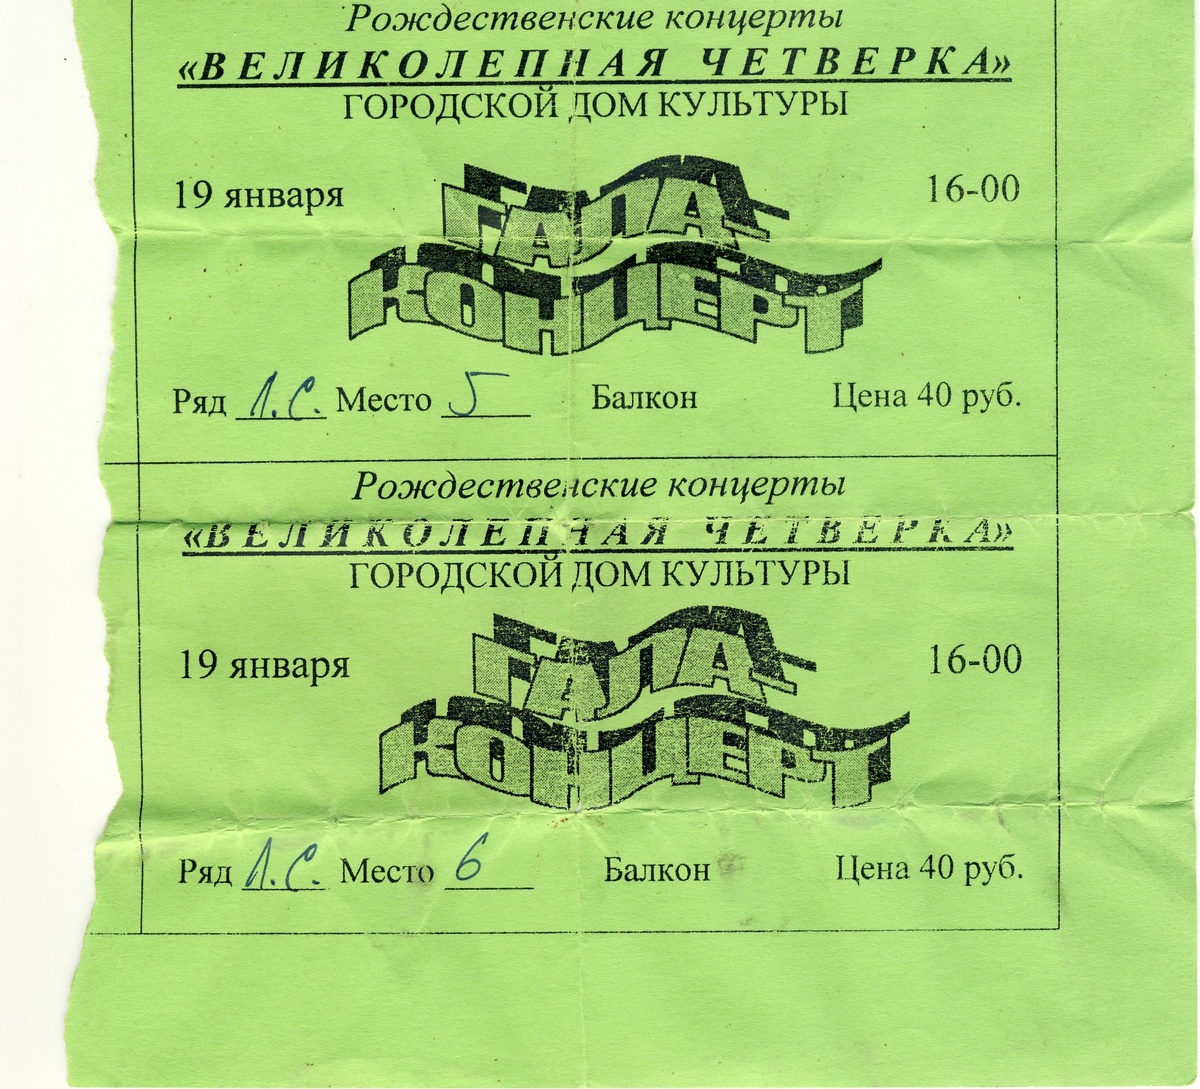 Рождественские концерты
«ВЕЛИКОЛЕПНАЯ ЧЕТВЕРКА»
ГОРОДСКОЙ ДОМ КУЛЬТУРЫ
19 января
ГАЛА-
КОНЦЕРТ
16-00
Ряд Л.С. Место 5 Балкон Цена 40 руб.
Рождественские концерты
«ВЕЛИКОЛЕПНАЯ ЧЕТВЕРКА»
ГОРОДСКОЙ ДОМ КУЛЬТУРЫ
19 января
ГАЛА-
КОНЦЕРТ
16-00
Ряд Л.С. Место 6 Балкон Цена 40 руб.